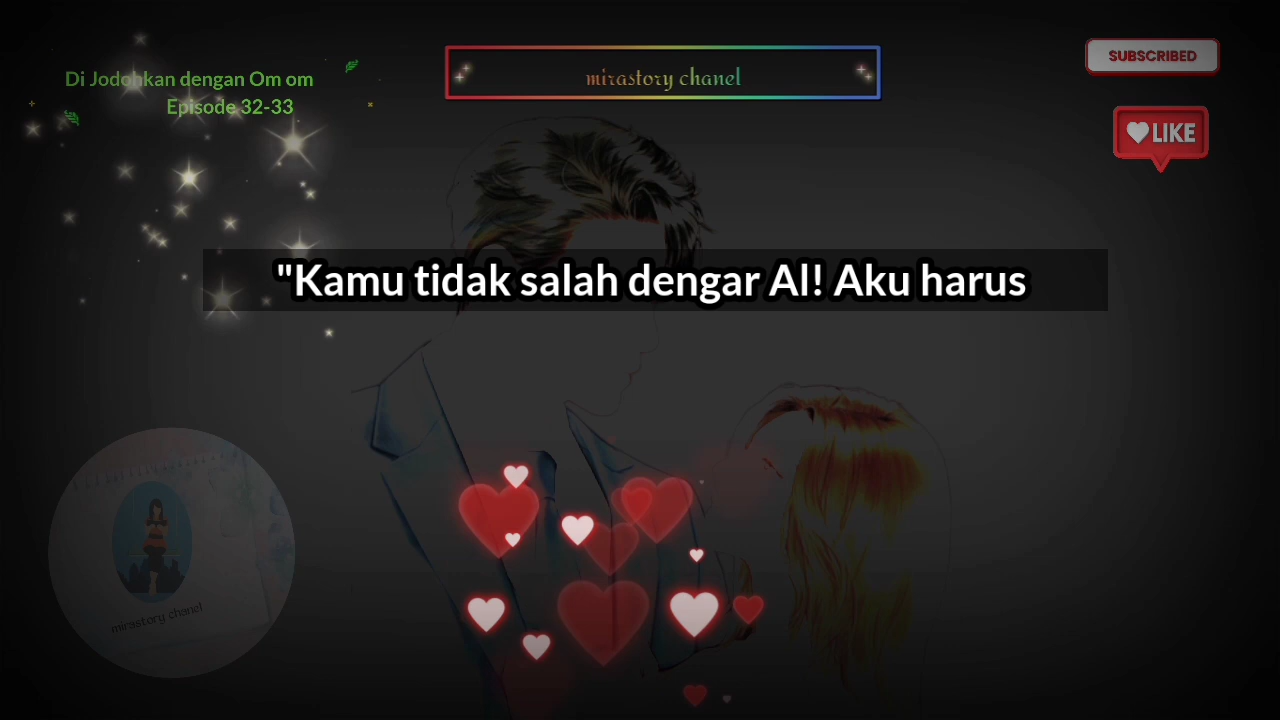 Di Jodohkan dengan Om om
Episode 32-33
mirastory chanel
SUBSCRIBED
LIKE
"Kamu tidak salah dengar Al! Aku harus
mirastory chanel